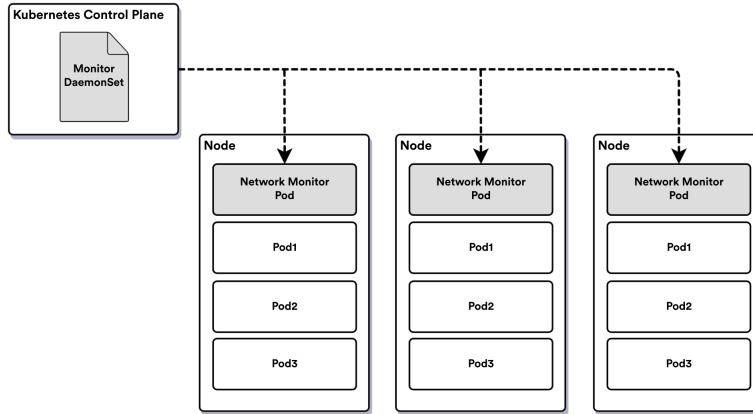 Kubernetes Control Plane
Monitor
DaemonSet
Node
Network Monitor
Pod
Pod1
Pod2
Pod3
Node
Network Monitor
Pod
Pod1
Pod2
Pod3
Node
Network Monitor
Pod
Pod1
Pod2
Pod3